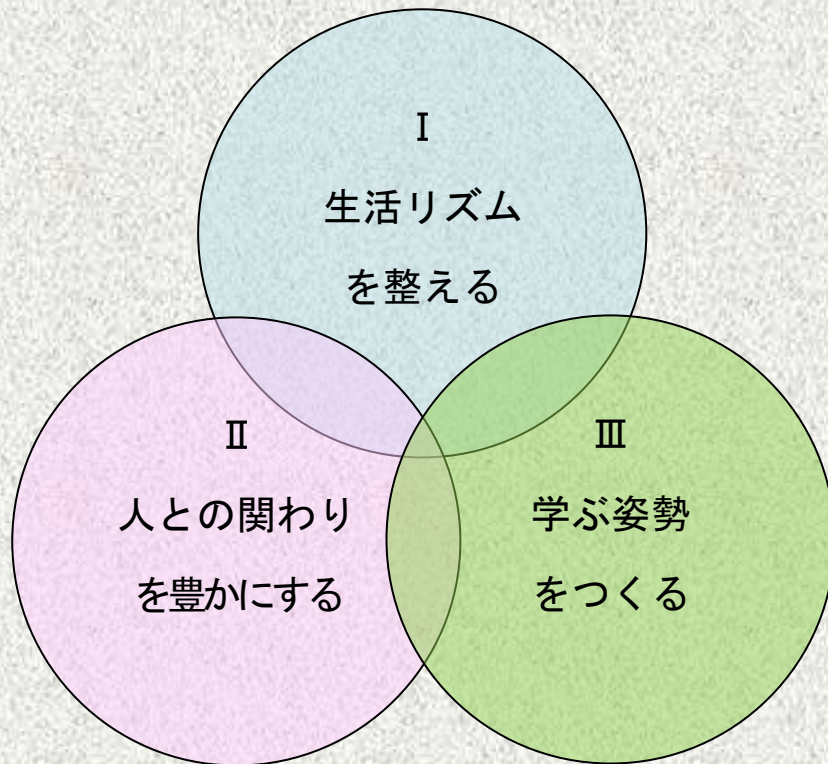 Ⅰ
生活リズム
を整える
Ⅱ
人との関わり
を豊かにする
Ⅲ
学ぶ姿勢
をつくる